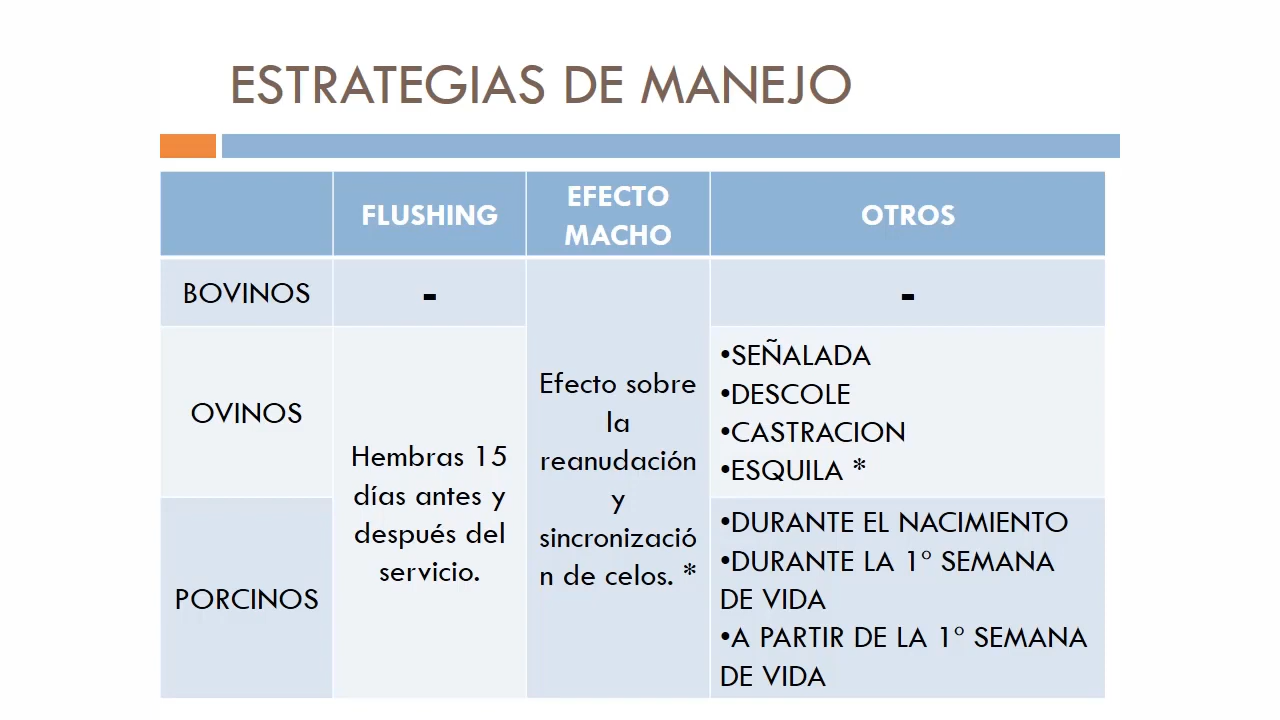 ESTRATEGIAS DE MANEJO
FLUSHING
EFECTO
MACHO
OTROS
BOVINOS
-
-
OVINOS
Hembras 15
días antes y
después del
servicio.
Efecto sobre
la
reanudación
y
sincronizació
n de celos. *
•SEÑALADA
•DESCOLE
•CASTRACION
•ESQUILA *
PORCINOS
•DURANTE EL NACIMIENTO
•DURANTE LA 1º SEMANA
DE VIDA
•A PARTIR DE LA 1º SEMANA
DE VIDA